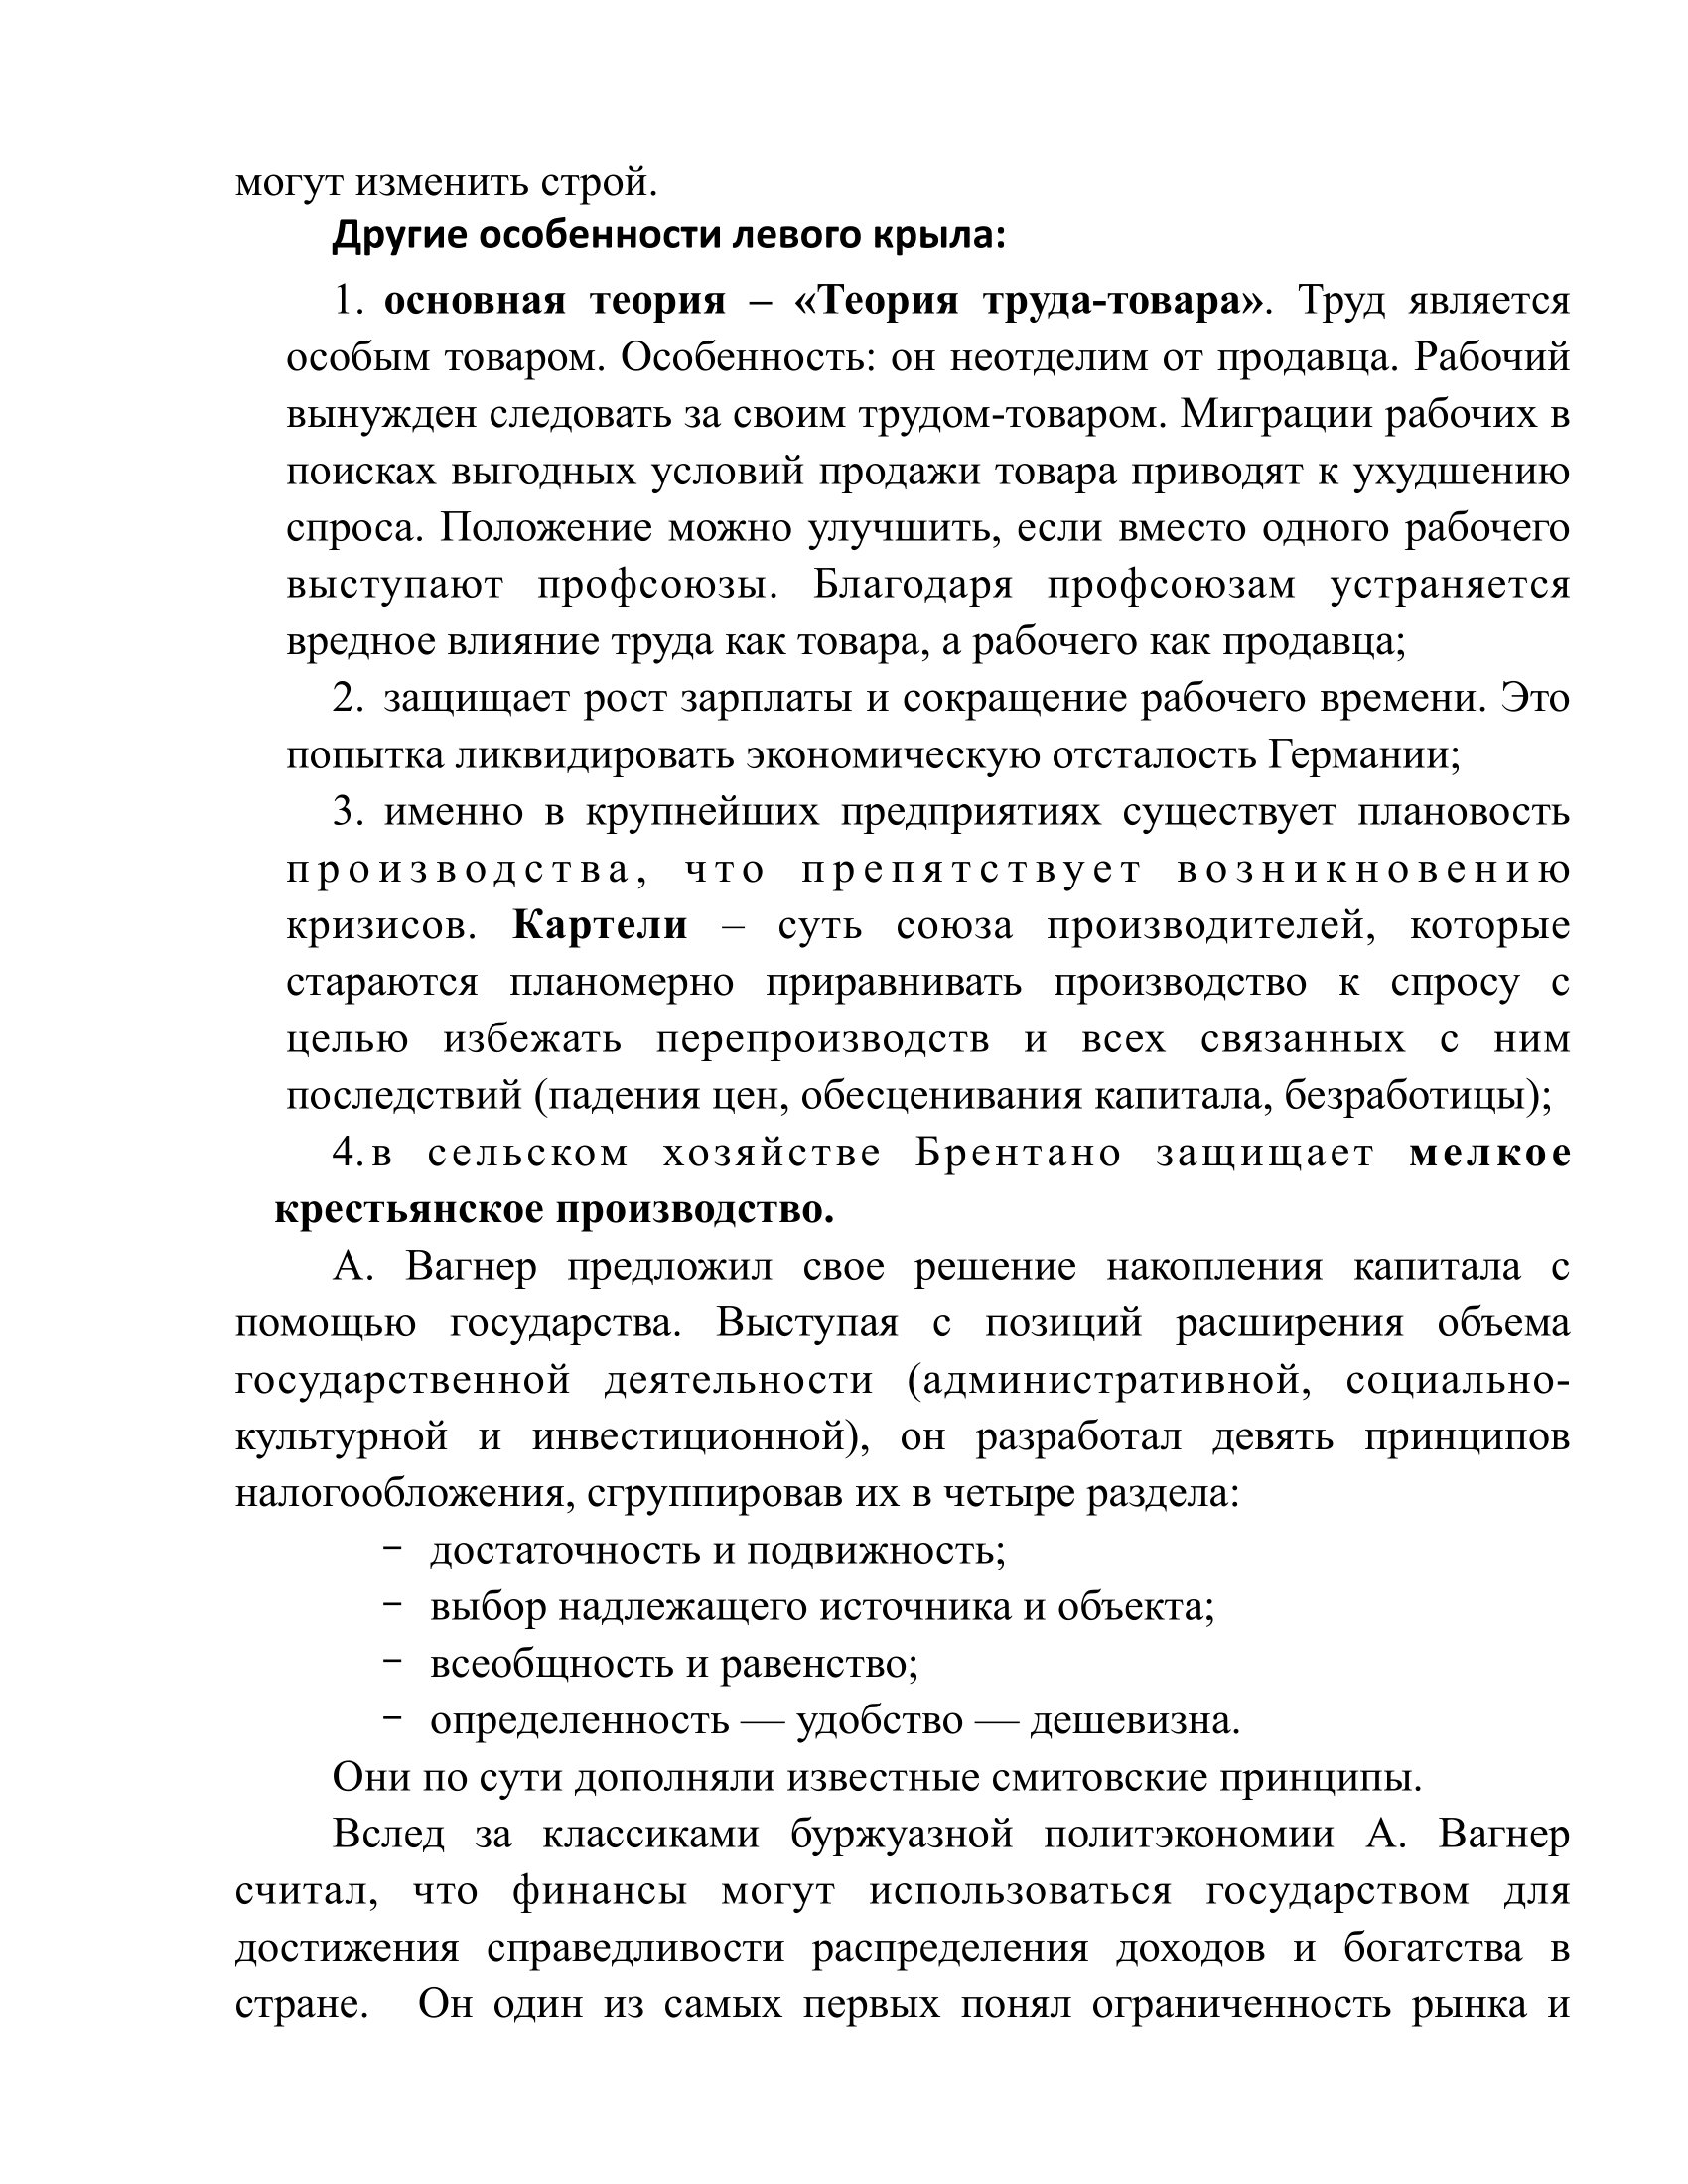 могут изменить строй.
Другие особенности левого крыла:
1. основная теория – «Теория труда-товара». Труд является
особым товаром. Особенность: он неотделим от продавца. Рабочий
вынужден следовать за своим трудом-товаром. Миграции рабочих в
поисках выгодных условий продажи товара приводят к ухудшению
спроса. Положение можно улучшить, если вместо одного рабочего
выступают профсоюзы. Благодаря профсоюзам устраняется
вредное влияние труда как товара, а рабочего как продавца;
2. защищает рост зарплаты и сокращение рабочего времени. Это
попытка ликвидировать экономическую отсталость Германии;
3. именно в крупнейших предприятиях существует плановость
производства, что препятствует возникновению
кризисов. Картели – суть союза производителей, которые
стараются планомерно приравнивать производство к спросу с
целью избежать перепроизводств и всех связанных с ним
последствий (падения цен, обесценивания капитала, безработицы);
4. в сельском хозяйстве Брентано защищает мелкое
крестьянское производство.
А. Вагнер предложил свое решение накопления капитала с
помощью государства. Выступая с позиций расширения объема
государственной деятельности (административной, социально-
культурной и инвестиционной), он разработал девять принципов
налогообложения, сгруппировав их в четыре раздела:
− достаточность и подвижность;
− выбор надлежащего источника и объекта;
− всеобщность и равенство;
− определенность — удобство — дешевизна.
Они по сути дополняли известные смитовские принципы.
Вслед за классиками буржуазной политэкономии А. Вагнер
считал, что финансы могут использоваться государством для
достижения справедливости распределения доходов и богатства в
стране. Он один из самых первых понял ограниченность рынка и